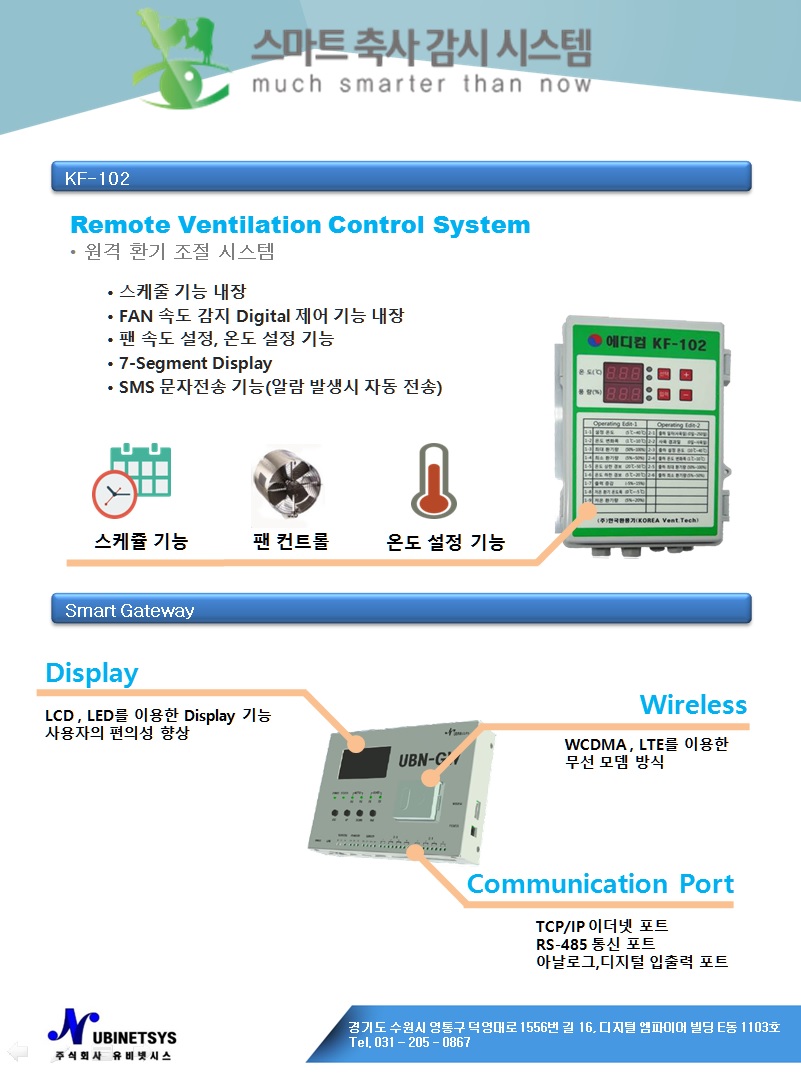 스마트 축사 감시 시스템
much smarter than now
KF-102
Remote Ventilation Control System
• 원격 환기 조절 시스템
• 스케줄 기능 내장
• FAN 속도 감지 Digital 제어 기능 내장
• 팬 속도 설정, 온도 설정 기능
• 7-Segment Display
• SMS 문자전송 기능(알람 발생시 자동 전송)
에디컴 KF-102
온 도(℃)
풍 량(%)
Operating Edit-1
Operating Edit-2
(주)한국환풍기(KOREA Vent.Tech)
스케쥴 기능
팬 컨트롤
온도 설정 기능
Smart Gateway
Display
LCD , LED를 이용한 Display 기능
사용자의 편의성 향상
Wireless
WCDMA , LTE를 이용한
무선 모뎀 방식
UBN-GW
Communication Port
TCP/IP 이더넷 포트
RS-485 통신 포트
아날로그,디지털 입출력 포트
UBINETSYS
주식회사 유비넷시스
경기도 수원시 영통구 덕영대로 1556번 길 16, 디지털 엠파이어 빌딩 E동 1103호
Tel. 031 – 205 – 0867